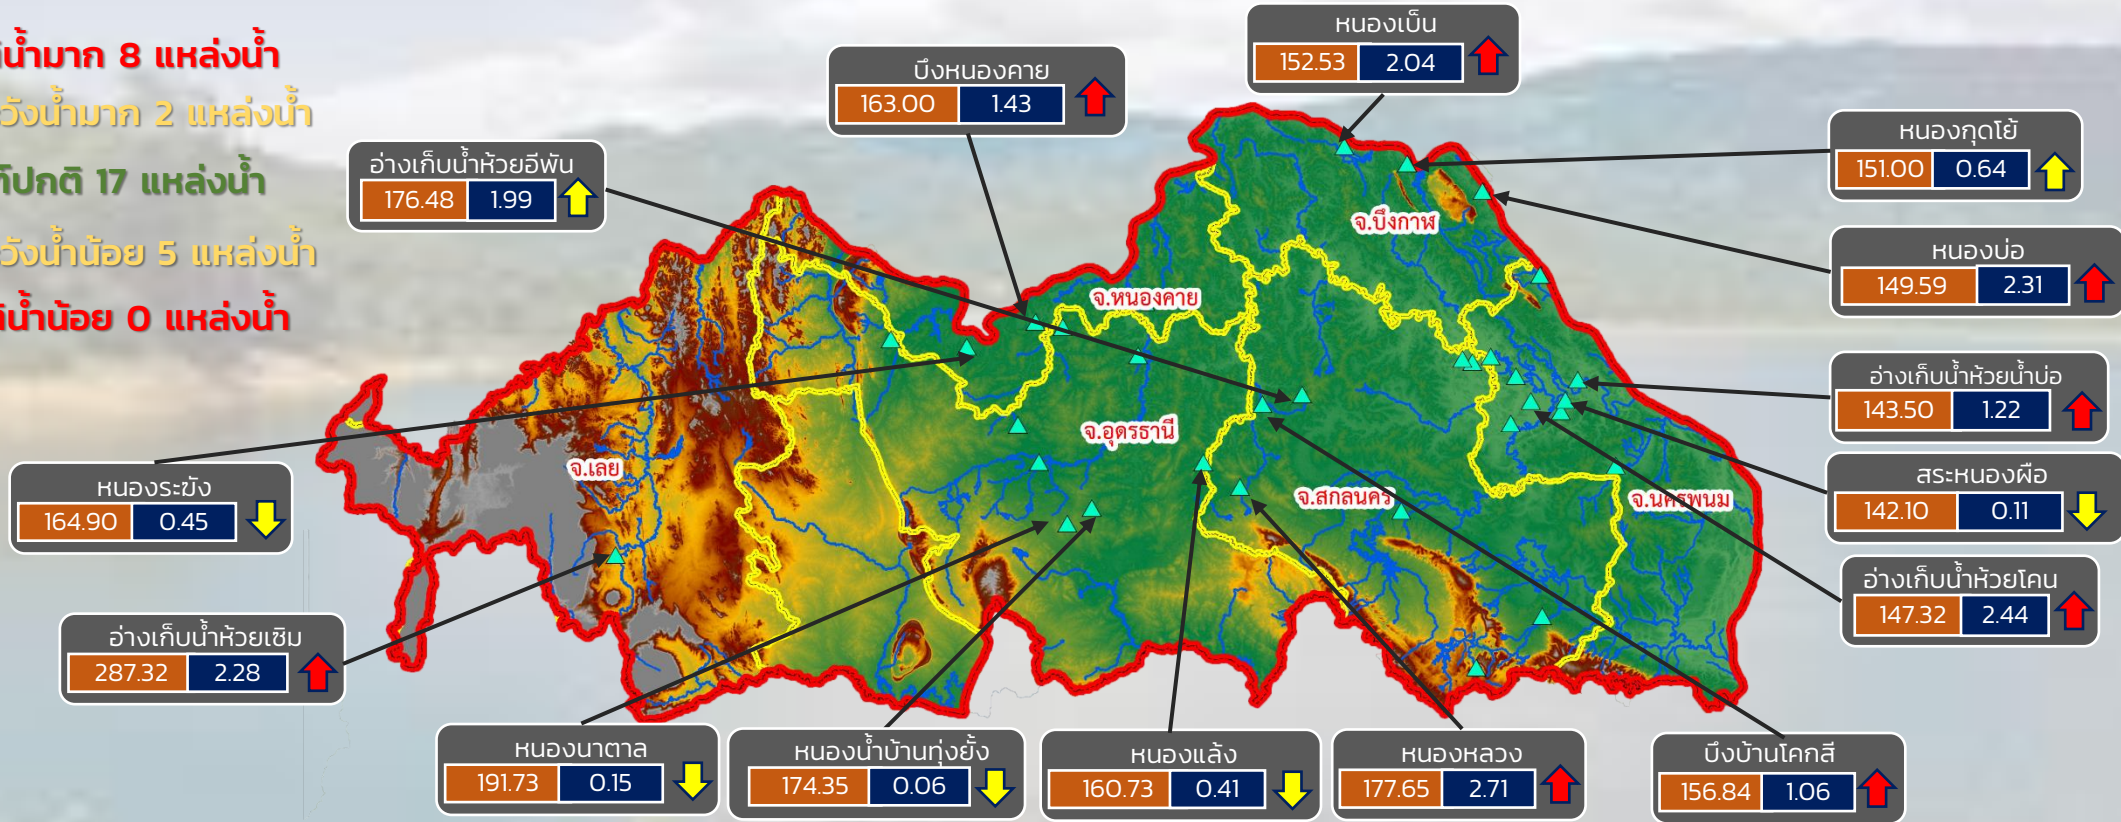 น้ำมาก 8 แหล่งน้ำ
วังน้ำมาก 2 แหล่งน้ำ
ปกติ 17 แหล่งน้ำ
วังน้ำน้อย 5 แหล่งน้ำ
น้ำน้อย 0 แหล่งน้ำ
หนองเบ็น
152.53 2.04
บึงหนองคาย
163.00 1.43
อ่างเก็บน้ำห้วยอีพัน
176.48 1.99
หนองกุดโย้
151.00 0.64
หนองบ่อ
149.59 2.31
อ่างเก็บน้ำห้วยน้ำบ่อ
143.50 1.22
สระหนองผือ
142.10 0.11
อ่างเก็บน้ำห้วยโคน
147.32 2.44
จ.บึงกาฬ
จ.หนองคาย
จ.อุดรธานี
จ.เลย
จ.สกลนคร
จ.นครพนม
หนองระฆัง
164.90 0.45
อ่างเก็บน้ำห้วยเซิม
287.32 2.28
หนองนาตาล
191.73 0.15
หนองน้ำบ้านทุ่งยั้ง
174.35 0.06
หนองแล้ง
160.73 0.41
หนองหลวง
177.65 2.71
บึงบ้านโคกสี
156.84 1.06